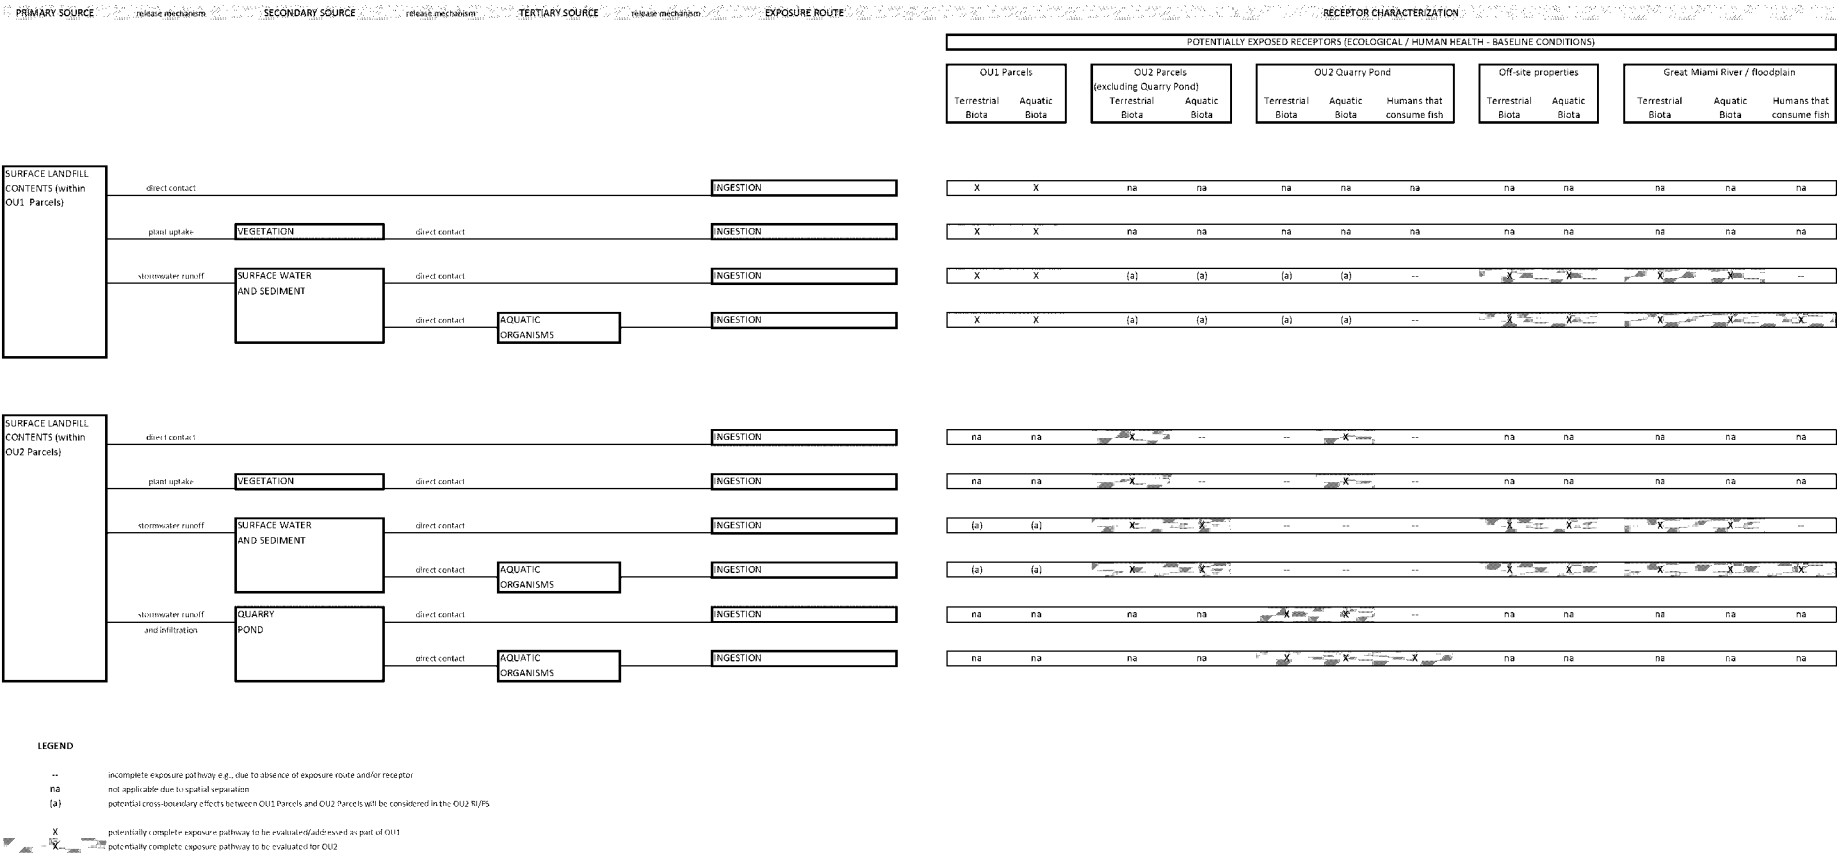 PRIMARY SOURCE release mechanism SECONDARY SOURCE release mechanism TERTIARY SOURCE release mechanism EXPOSURE ROUTE RECEPTOR CHARACTERIZATION
POTENTIALLY EXPOSED RECEPTORS (ECOLOGICAL / HUMAN HEALTH - BASELINE CONDITIONS)
OU1 Parcels OU2 Parcels OU2 Quarry Pond Off-site properties Great Miami River / floodplain
(excluding Quarry Pond)
Terrestrial Aquatic Terrestrial Aquatic Terrestrial Aquatic Humans that Terrestrial Aquatic Terrestrial Aquatic Humans that
Biota Biota Biota Biota Biota Biota consume fish Biota Biota Biota Biota consume fish
SURFACE LANDFILL
CONTENTS (within
OU1 Parcels)
direct contact INGESTION X X na na na na na na na na na na
plant uptake VEGETATION direct contact INGESTION X X na na na na na na na na na na
stormwater runoff SURFACE WATER direct contact INGESTION X X (a) (a) (a) (a) -- X X X X --
AND SEDIMENT
direct contact AQUATIC INGESTION X X (a) (a) (a) (a) -- X X X X X
ORGANISMS
SURFACE LANDFILL
CONTENTS (within
OU2 Parcels)
direct contact INGESTION na na X -- -- X -- na na na na na
plant uptake VEGETATION direct contact INGESTION na na X -- -- X -- na na na na na
stormwater runoff SURFACE WATER direct contact INGESTION (a) (a) X X -- -- -- X X X X --
AND SEDIMENT
direct contact AQUATIC INGESTION (a) (a) X X -- -- -- X X X X X
ORGANISMS
stormwater runoff QUARRY direct contact INGESTION na na na na X X -- na na na na na
and infiltration POND
direct contact AQUATIC INGESTION na na na na X X X na na na na na
ORGANISMS
LEGEND
-- incomplete exposure pathway e.g., due to absence of exposure route and/or receptor
na not applicable due to spatial separation
(a) potential cross-boundary effects between OU1 Parcels and OU2 Parcels will be considered in the OU2 RI/FS
X potentially complete exposure pathway to be evaluated/addressed as part of OU1
X potentially complete exposure pathway to be evaluated for OU2